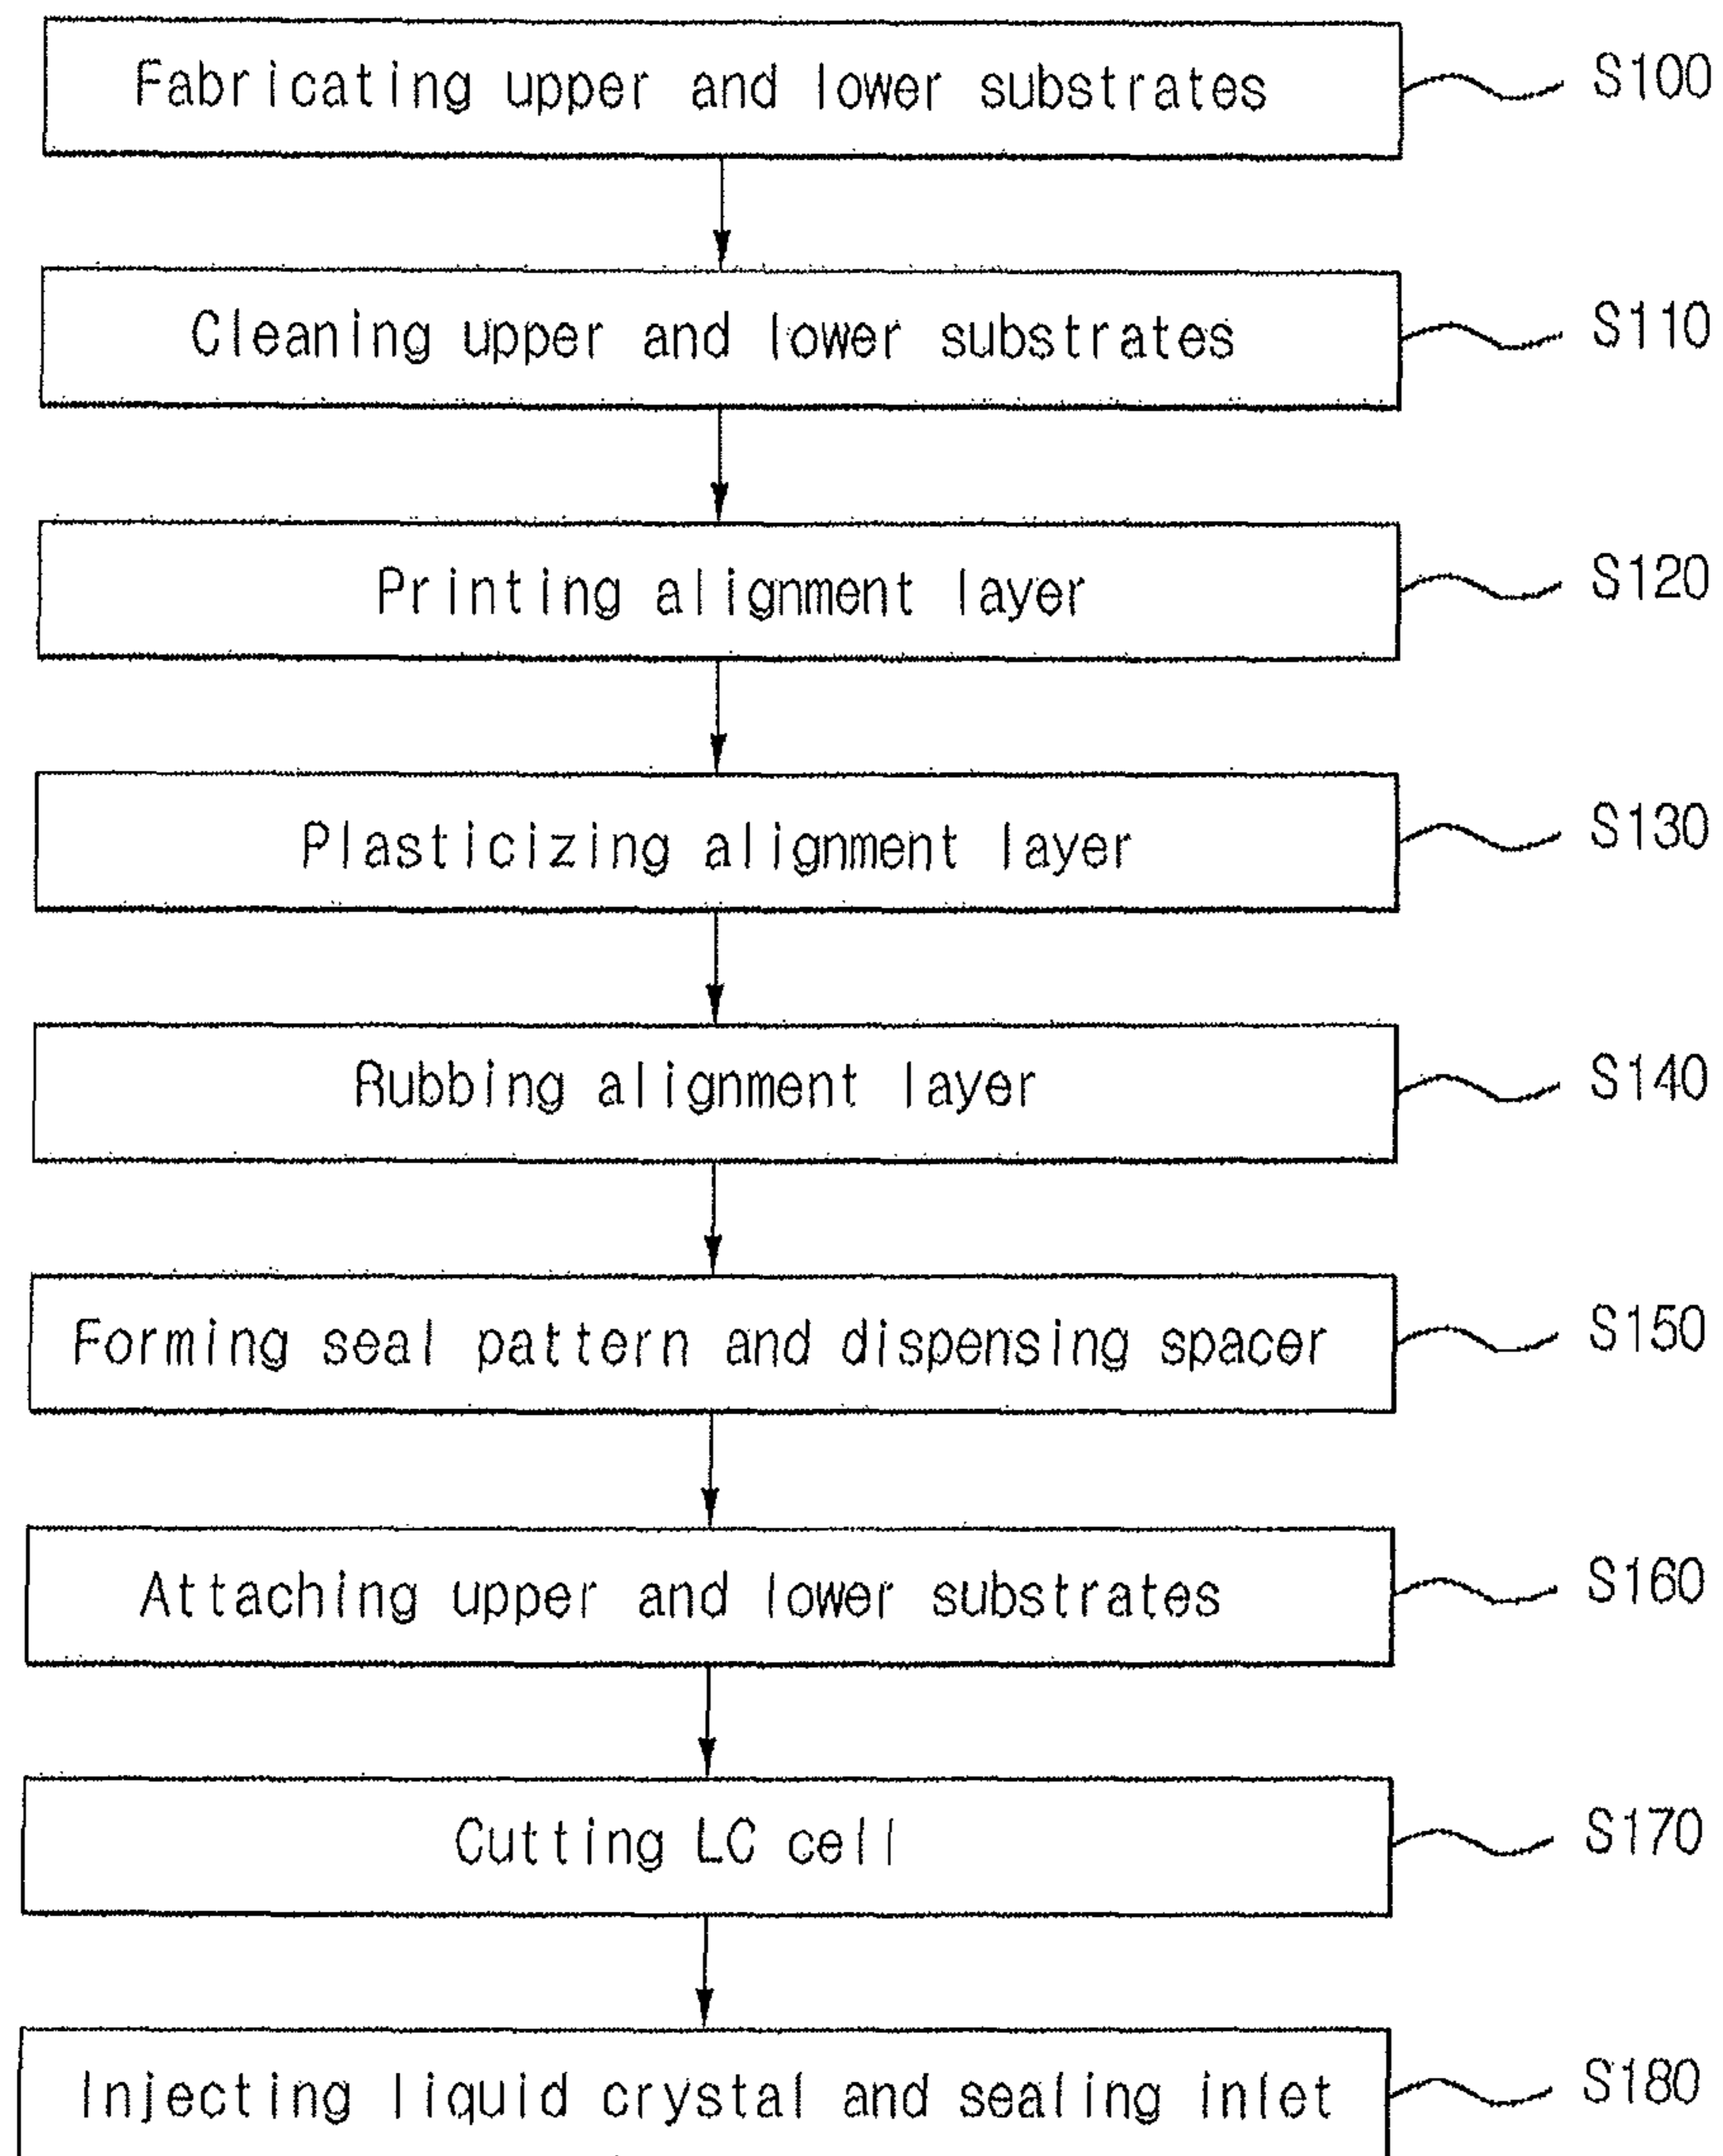 Fabricating upper and lower substrates S100
Cleaning upper and lower substrates S110
Printing alignment layer S120
Plasticizing alignment layer S130
Rubbing alignment layer S140
Forming seal pattern and dispensing spacer S150
Attaching upper and lower substrates S160
Cutting LC cell S170
Injecting liquid crystal and sealing inlet S180